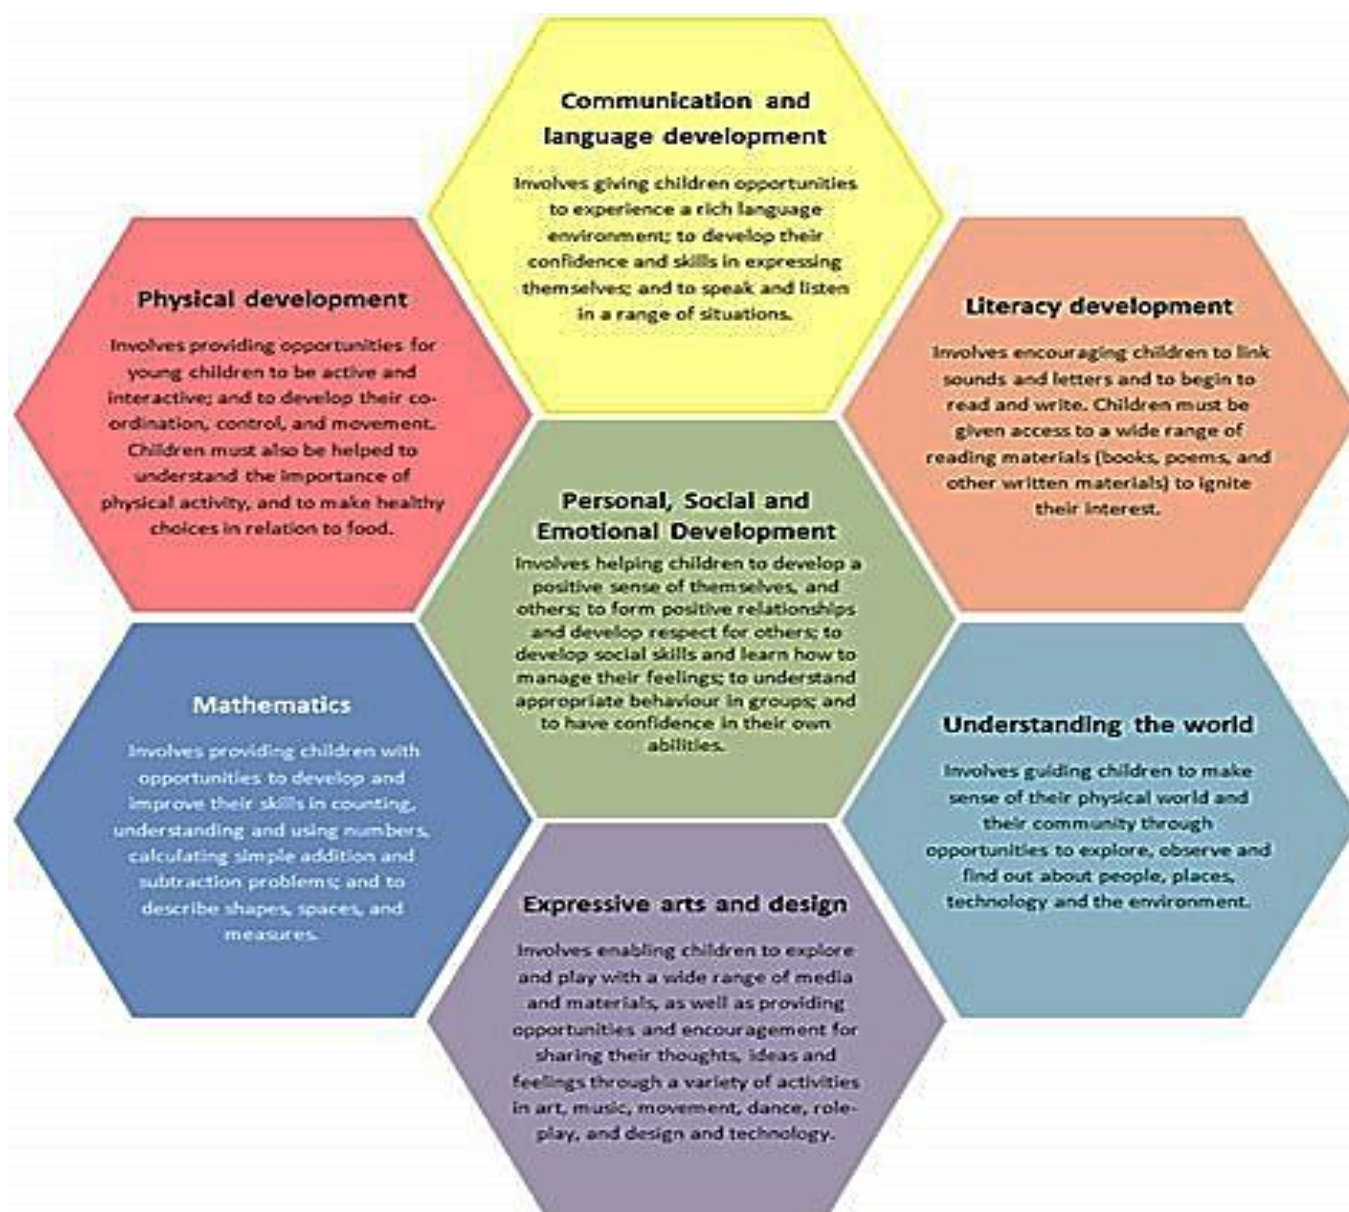 Communication and
language development
Involves giving children opportunities
to experience a rich language
environment; to develop their
confidence and skills in expressing
themselves; and to speak and listen
in a range of situations.
Physical development
Involves providing opportunities for
young children to be active and
interactive; and to develop their co-
ordination, control, and movement.
Children must also be helped to
understand the importance of
physical activity, and to make healthy
choices in relation to food.
Literacy development
Involves encouraging children to link
sounds and letters and to begin to
read and write. Children must be
given access to a wide range of
reading materials (books, poems, and
other written materials) to ignite
their interest.
Personal, Social and
Emotional Development
Involves helping children to develop a
positive sense of themselves, and
others; to form positive relationships
and develop respect for others; to
develop social skills and learn how to
manage their feelings; to understand
appropriate behaviour in groups; and
to have confidence in their own
abilities.
Mathematics
Involves providing children with
opportunities to develop and
improve their skills in counting,
understanding and using numbers,
calculating simple addition and
subtraction problems; and to
describe shapes, spaces, and
measures.
Understanding the world
Involves guiding children to make
sense of their physical world and
their community through
opportunities to explore, observe and
find out about people, places,
technology and the environment.
Expressive arts and design
Involves enabling children to explore
and play with a wide range of media
and materials, as well as providing
opportunities and encouragement for
sharing their thoughts, ideas and
feelings through a variety of activities
in art, music, movement, dance, role-
play, and design and technology.